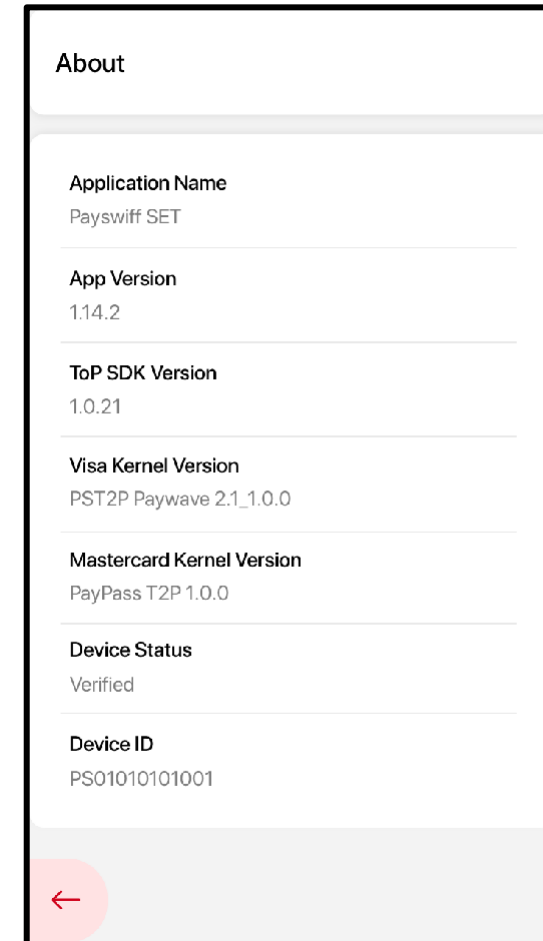 About
Application Name
Payswiff SET
App Version
1.14.2
ToP SDK Version
1.0.21
Visa Kernel Version
PST2P Paywave 2.1_1.0.0
Mastercard Kernel Version
PayPass T2P 1.0.0
Device Status
Verified
Device ID
PS01010101001